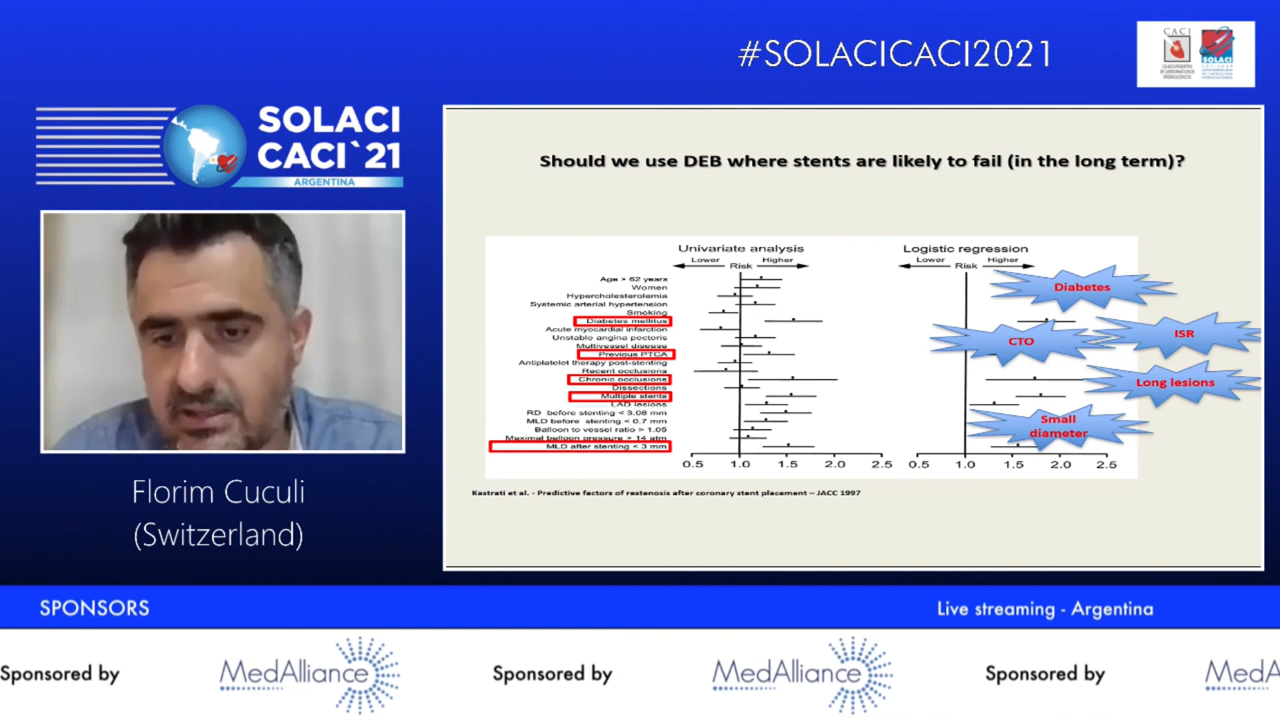 #SOLACICACI2021
CACI
SOLACI
SOLACI
CACI`21
ARGENTINA
Florim Cuculi
(Switzerland)
Should we use DEB where stents are likely to fail (in the long term)?
Univariate analysis
Lower Risk Higher
Logistic regression
Lower Risk Higher
Age > 62 years
Women
Hypercholesterolemia
Systemic arterial hypertension
Smoking
Diabetes mellitus
Acute myocardial infarction
Unstable angina pectoris
Multivessel disease
Previous PTCA
Antiplatelet therapy post-stenting
Recent occlusions
Chronic occlusions
Dissections
Multiple stents
LAD lesions
RD before stenting < 3.08 mm
MLD before stenting < 0.7 mm
Balloon to vessel ratio > 1.05
Maximal balloon pressure > 14 atm
MLD after stenting < 3 mm
0.5 1.0 1.5 2.0 2.5
0.5 1.0 1.5 2.0 2.5
Diabetes
CTO
ISR
Long lesions
Small
diameter
Kastrati et al. - Predictive factors of restenosis after coronary stent placement – JACC 1997
SPONSORS
Live streaming - Argentina
Sponsored by MedAlliance Sponsored by MedAlliance Sponsored by MedA